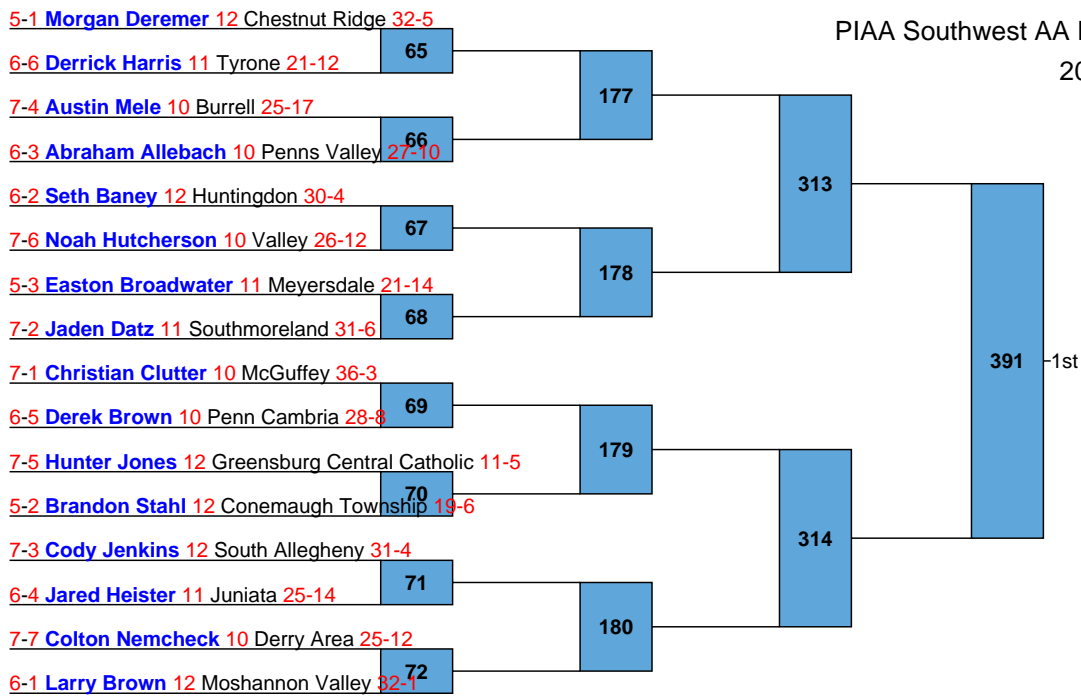 PIAA Southwest AA
20
5-1 Morgan Deremer 12 Chestnut Ridge 32-5
65
6-6 Derrick Harris 11 Tyrone 21-12
177
7-4 Austin Mele 10 Burrell 25-17
66
6-3 Abraham Allebach 10 Penns Valley 27-10
313
6-2 Seth Baney 12 Huntingdon 30-4
67
7-6 Noah Hutcherson 10 Valley 26-12
178
5-3 Easton Broadwater 11 Meyersdale 21-14
68
7-2 Jaden Datz 11 Southmoreland 31-6
391
1st
7-1 Christian Clutter 10 McGuffey 36-3
69
6-5 Derek Brown 10 Penn Cambria 28-8
179
7-5 Hunter Jones 12 Greensburg Central Catholic 11-5
70
5-2 Brandon Stahl 12 Conemaugh Township 19-6
314
7-3 Cody Jenkins 12 South Allegheny 31-4
71
6-4 Jared Heister 11 Juniata 25-14
180
7-7 Colton Nemcheck 10 Derry Area 25-12
72
6-1 Larry Brown 12 Moshannon Valley 32-1